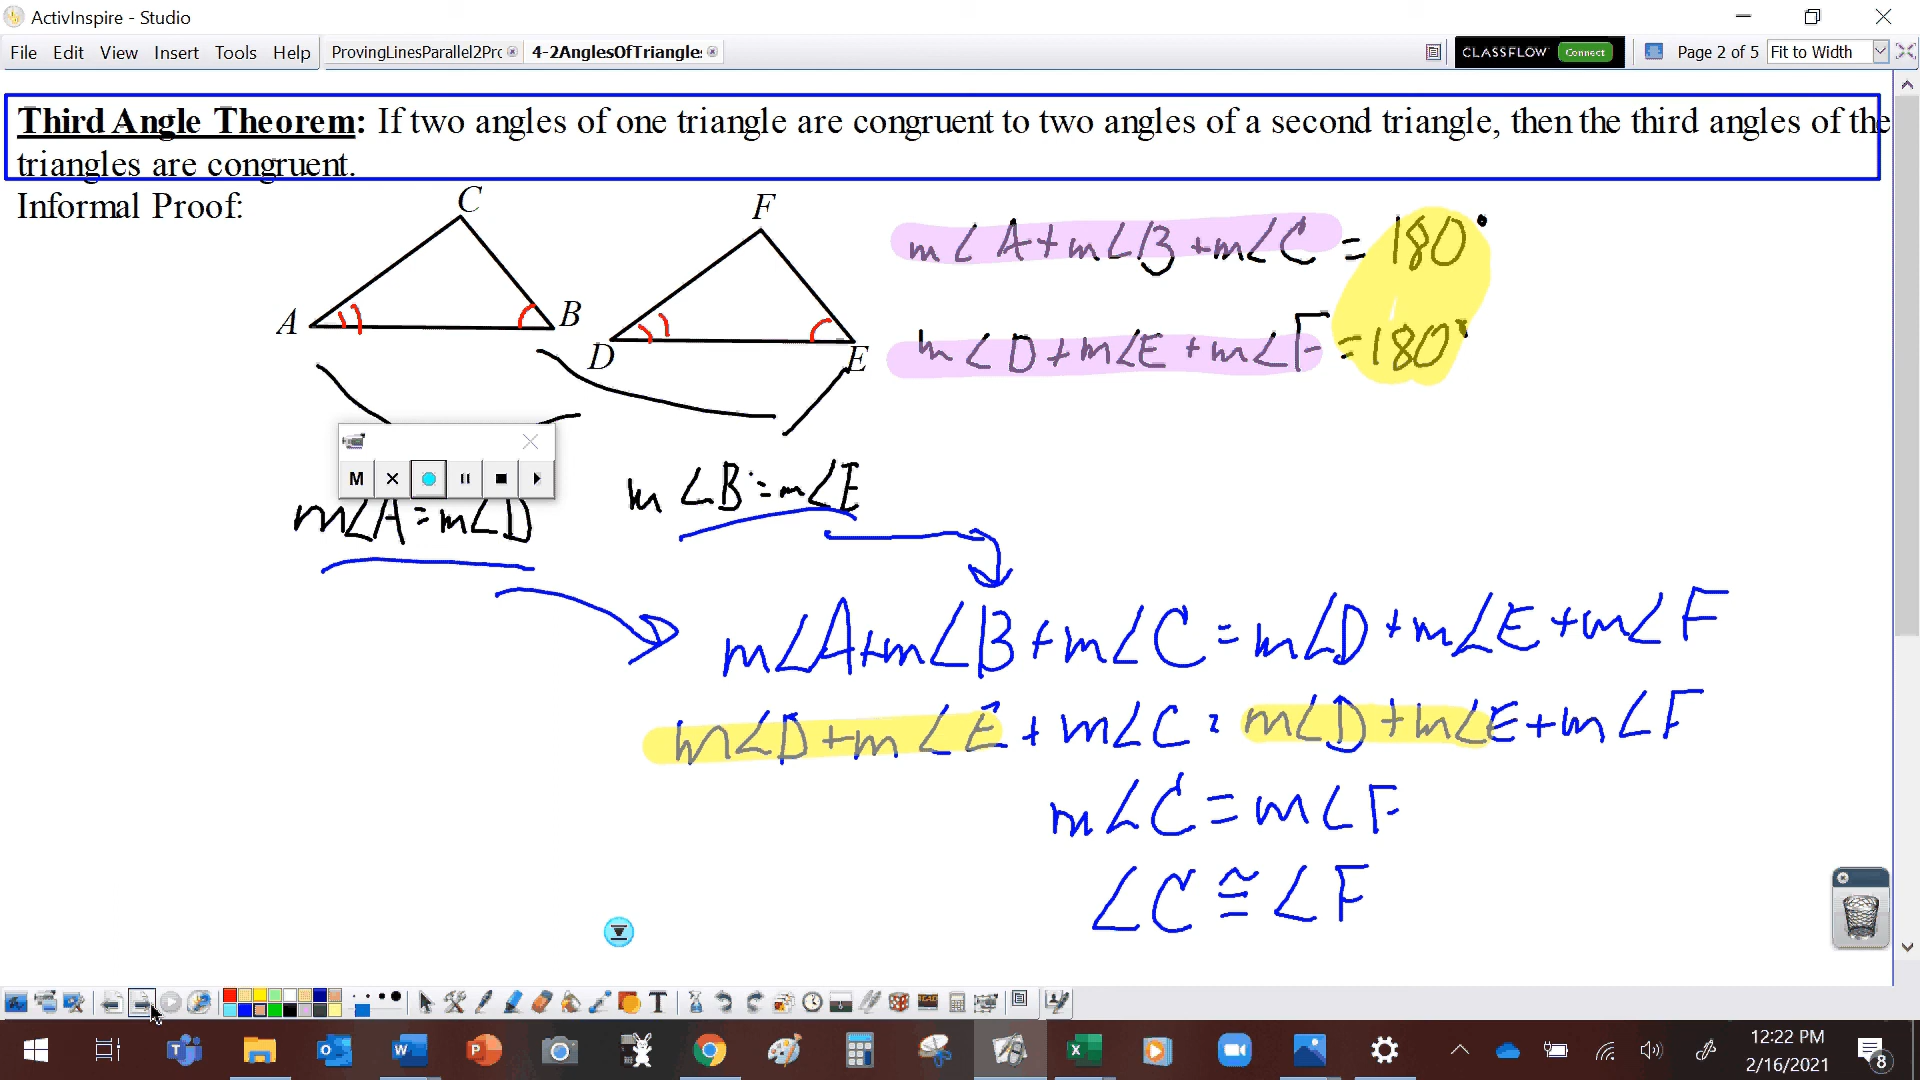 ActivInspire - Studio
File Edit View Insert Tools Help
ProvingLinesParallel2Prc 4-2AnglesOfTriangles
CLASSFLOW Connect Page 2 of 5 Fit to Width
Third Angle Theorem: If two angles of one triangle are congruent to two angles of a second triangle, then the third angles of the
triangles are congruent.
Informal Proof:
C
F
A
B
D
E
m∠A+m∠B+m∠C = 180°
m∠D+m∠E+m∠F=180°
M
m∠A=m∠D
m∠B=m∠E
m∠A+m∠B+m∠C=m∠D+m∠E+m∠F
m∠D+m∠E+m∠C=m∠D+m∠E+m∠F
m∠C=m∠F
∠C≅∠F
T
12:22 PM
2/16/2021
8